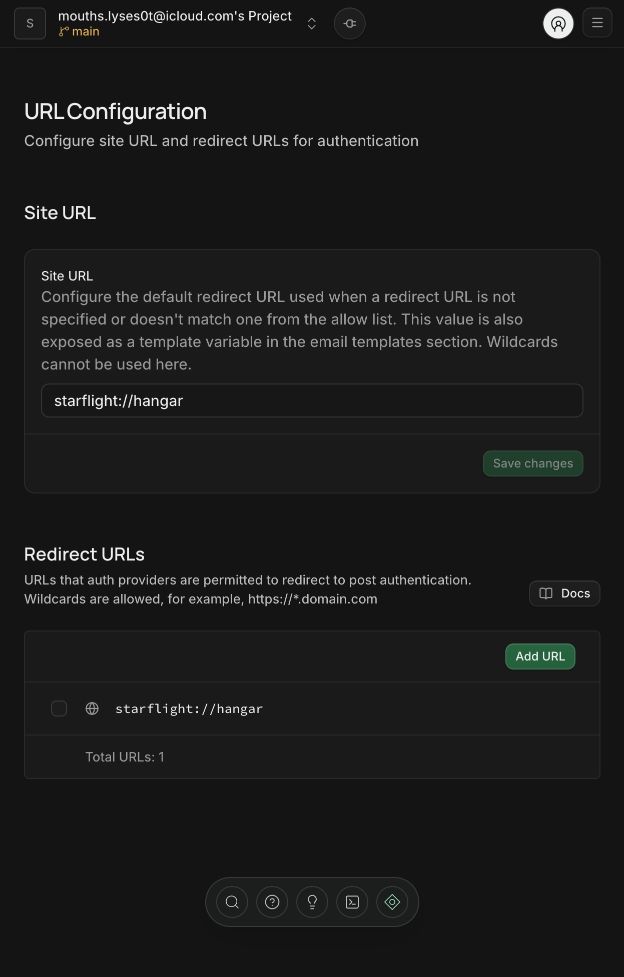 S
mouths.lyses0t@icloud.com's Project
main
URL Configuration
Configure site URL and redirect URLs for authentication
Site URL
Site URL
Configure the default redirect URL used when a redirect URL is not
specified or doesn't match one from the allow list. This value is also
exposed as a template variable in the email templates section. Wildcards
cannot be used here.
starflight://hangar
Save changes
Redirect URLs
URLs that auth providers are permitted to redirect to post authentication.
Wildcards are allowed, for example, https://*.domain.com
Docs
Add URL
starflight://hangar
Total URLs: 1